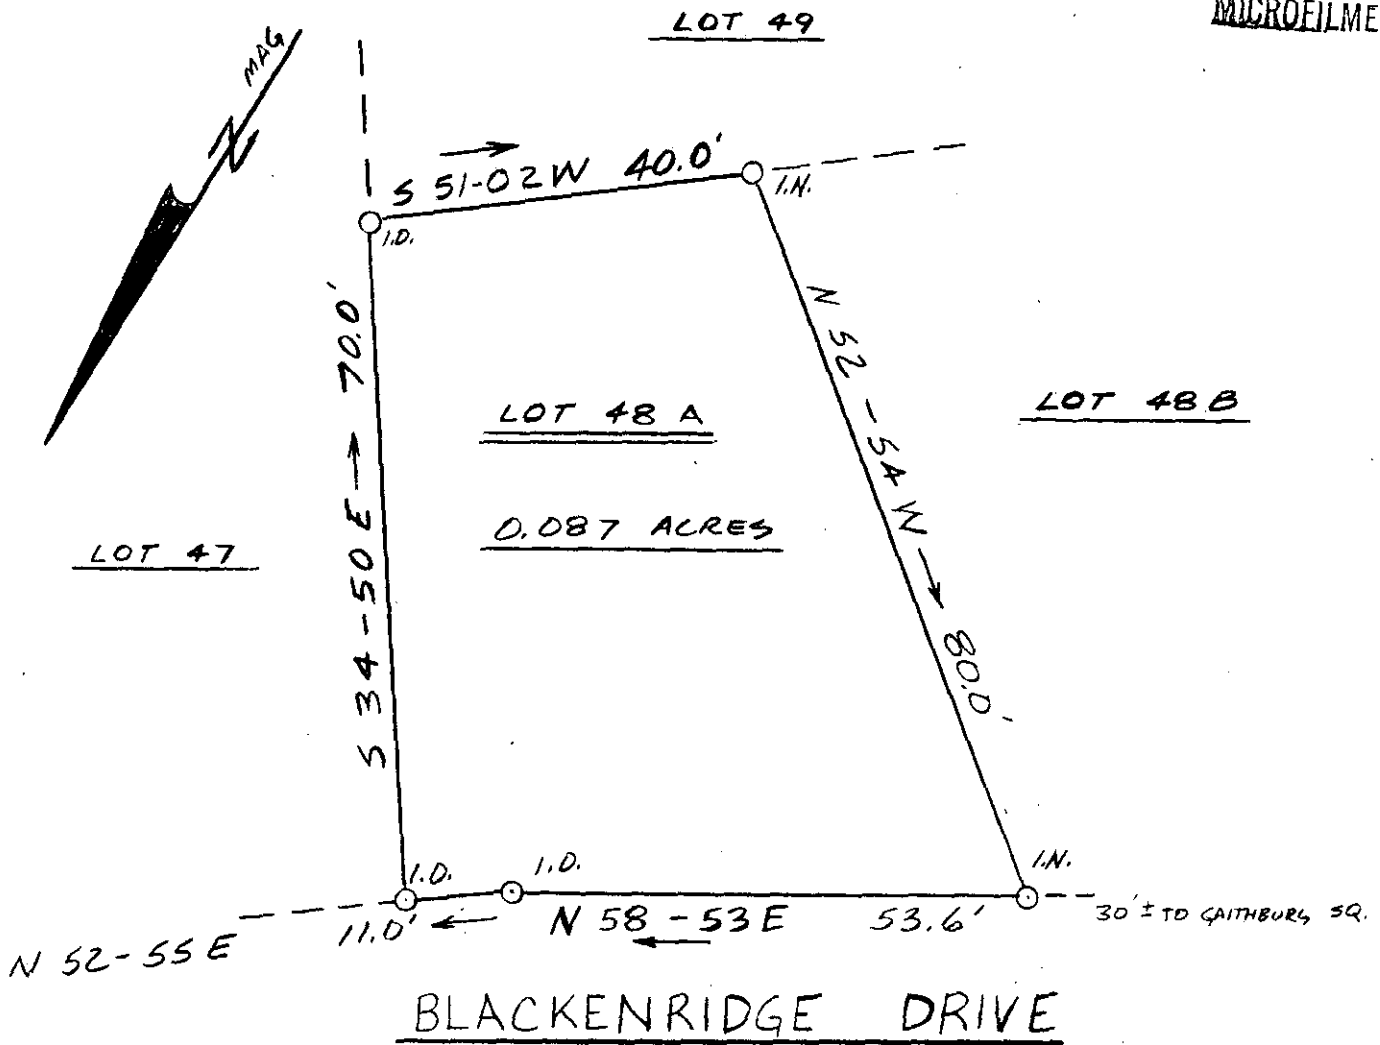 LOT 49
MICROFILME
MAG
N
S 51-02 W 40.0'
I.N.
I.O.
S 34-50 E → 70.0'
N 52-54 W → 80.0'
LOT 48 A
LOT 48 B
0.087 ACRES
LOT 47
I.O.
I.O.
I.N.
11.0'
N 58-53 E 53.6'
30' ± TO GAITHBURG SQ.
N 52-55 E
BLACKENRIDGE DRIVE